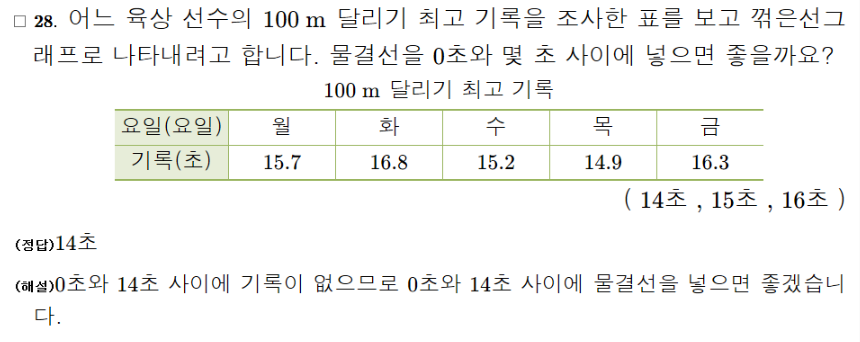 □ 28. 어느 육상 선수의 100 m 달리기 최고 기록을 조사한 표를 보고 꺾은선그
래프로 나타내려고 합니다. 물결선을 0초와 몇 초 사이에 넣으면 좋을까요?
100 m 달리기 최고 기록
요일(요일) 월 화 수 목 금
기록(초) 15.7 16.8 15.2 14.9 16.3
( 14초 , 15초 , 16초 )
(정답)14초
(해설)0초와 14초 사이에 기록이 없으므로 0초와 14초 사이에 물결선을 넣으면 좋겠습니
다.